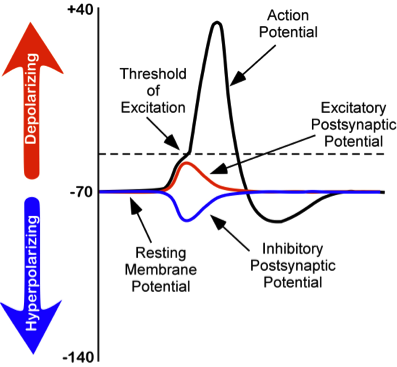 +40
Action
Potential
Depolarizing
Threshold
of
Excitation
Excitatory
Postsynaptic
Potential
-70
Hyperpolarizing
Resting
Membrane
Potential
Inhibitory
Postsynaptic
Potential
-140